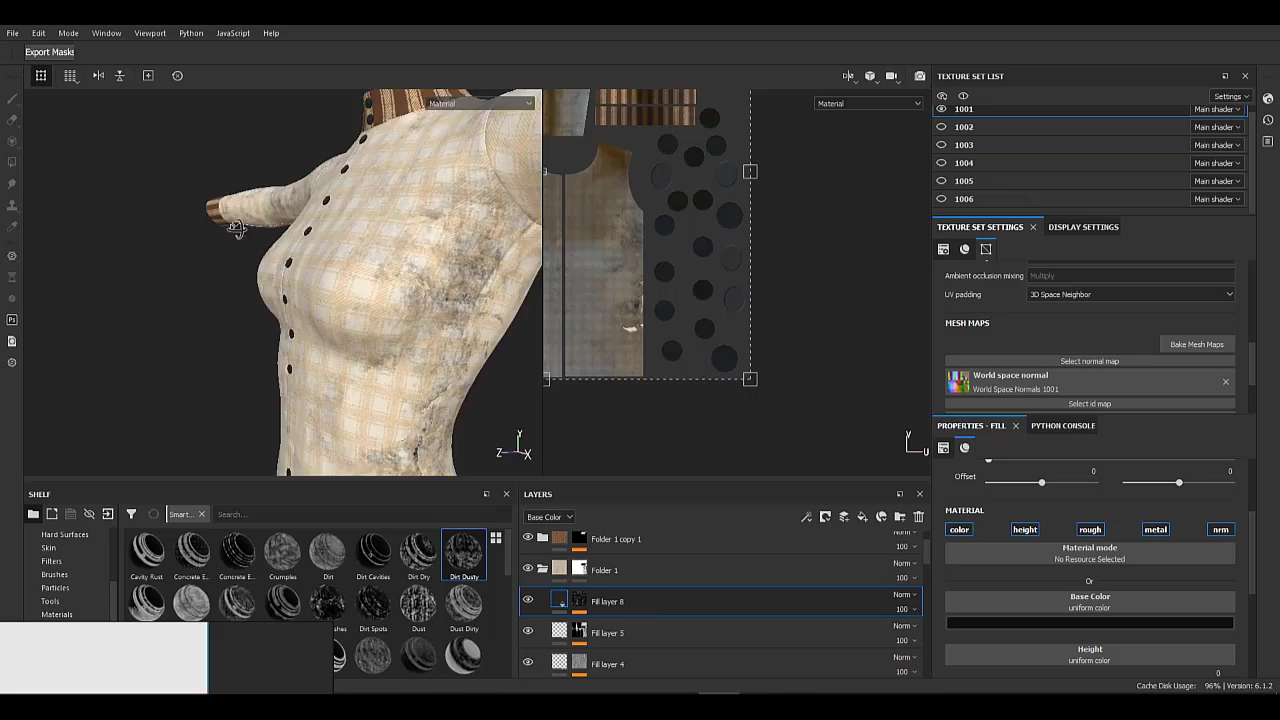 File Edit Mode Window Viewport Python JavaScript Help
Export Masks
Material
Material
TEXTURE SET LIST
Settings
1001 Main shader
1002 Main shader
1003 Main shader
1004 Main shader
1005 Main shader
1006 Main shader
TEXTURE SET SETTINGS DISPLAY SETTINGS
Ambient occlusion mixing Multiply
UV padding 3D Space Neighbor
MESH MAPS
Bake Mesh Maps
Select normal map
World space normal
World Space Normals 1001
Select id map
PROPERTIES - FILL PYTHON CONSOLE
0 0
Offset
MATERIAL
color height rough metal nrm
Material mode
No Resource Selected
Or
Base Color
uniform color
Height
uniform color
0
Y
Z X
V
U
SHELF
Smart...
Search...
Hard Surfaces
Skin
Filters
Brushes
Particles
Tools
Materials
Cavity Rust Concrete E... Concrete E... Crumples Dirt Dirt Cavities Dirt Dry Dirt Dusty
Dirt Spots Dust Dust Dirty
LAYERS
Base Color
Folder 1 copy 1 Norm
100
Folder 1 Norm
100
Fill layer 8 Norm
100
Fill layer 5 Norm
100
Fill layer 4 Norm
100
Cache Disk Usage: 96% | Version: 6.1.2